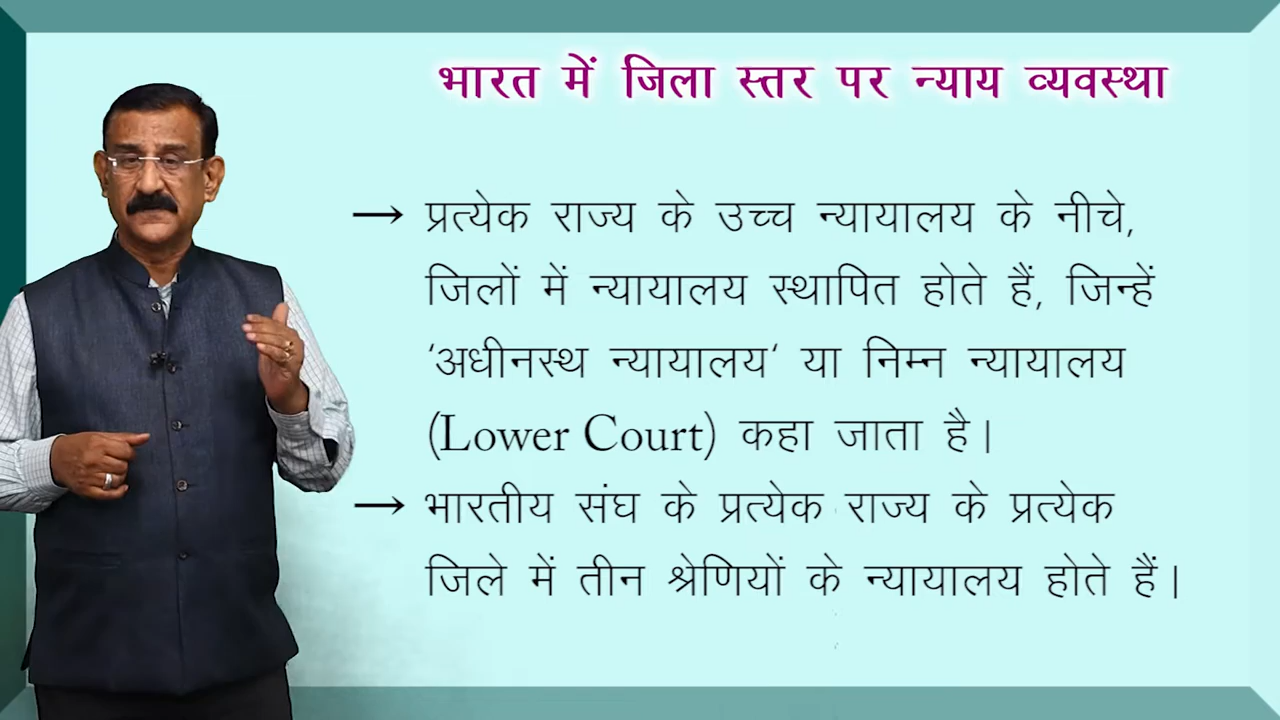 भारत में जिला स्तर पर न्याय व्यवस्था
→ प्रत्येक राज्य के उच्च न्यायालय के नीचे,
जिलों में न्यायालय स्थापित होते हैं, जिन्हें
‘अधीनस्थ न्यायालय‘ या निम्न न्यायालय
(Lower Court) कहा जाता है।
→ भारतीय संघ के प्रत्येक राज्य के प्रत्येक
जिले में तीन श्रेणियों के न्यायालय होते हैं।